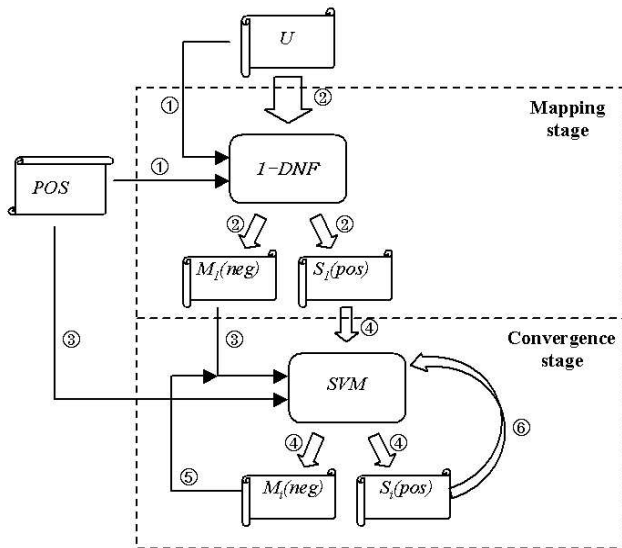 U
①
②
Mapping
stage
①
1-DNF
POS
②
②
M₁(neg)
S₁(pos)
③
③
④
Convergence
stage
SVM
④
④
⑥
⑤
Mᵢ(neg)
Sᵢ(pos)